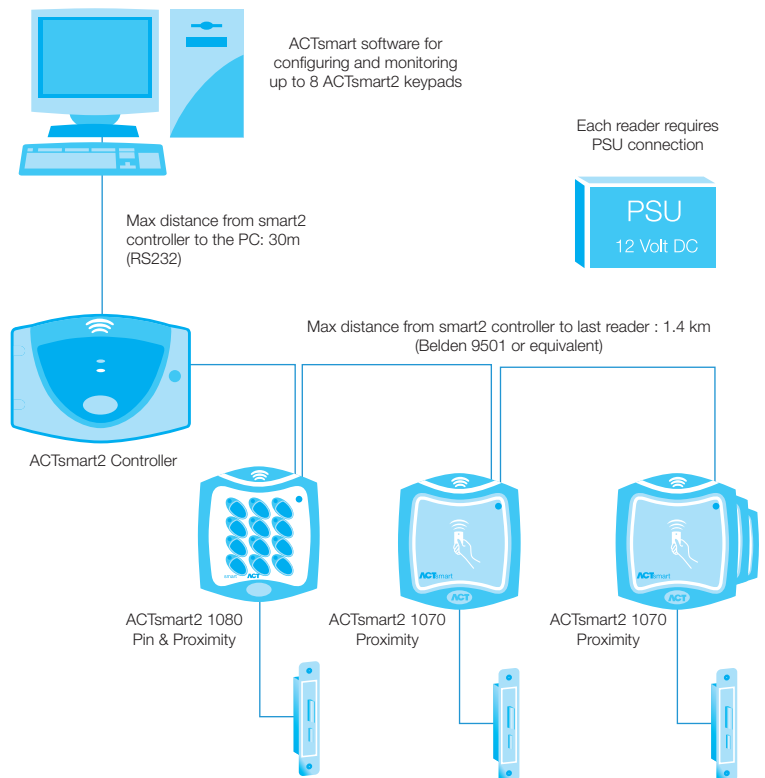 ACTsmart software for
configuring and monitoring
up to 8 ACTsmart2 keypads
Each reader requires
PSU connection
PSU
12 Volt DC
Max distance from smart2
controller to the PC: 30m
(RS232)
Max distance from smart2 controller to last reader : 1.4 km
(Belden 9501 or equivalent)
ACTsmart2 Controller
smart ACT
ACTsmart
ACT
ACTsmart
ACT
ACTsmart2 1080
Pin & Proximity
ACTsmart2 1070
Proximity
ACTsmart2 1070
Proximity